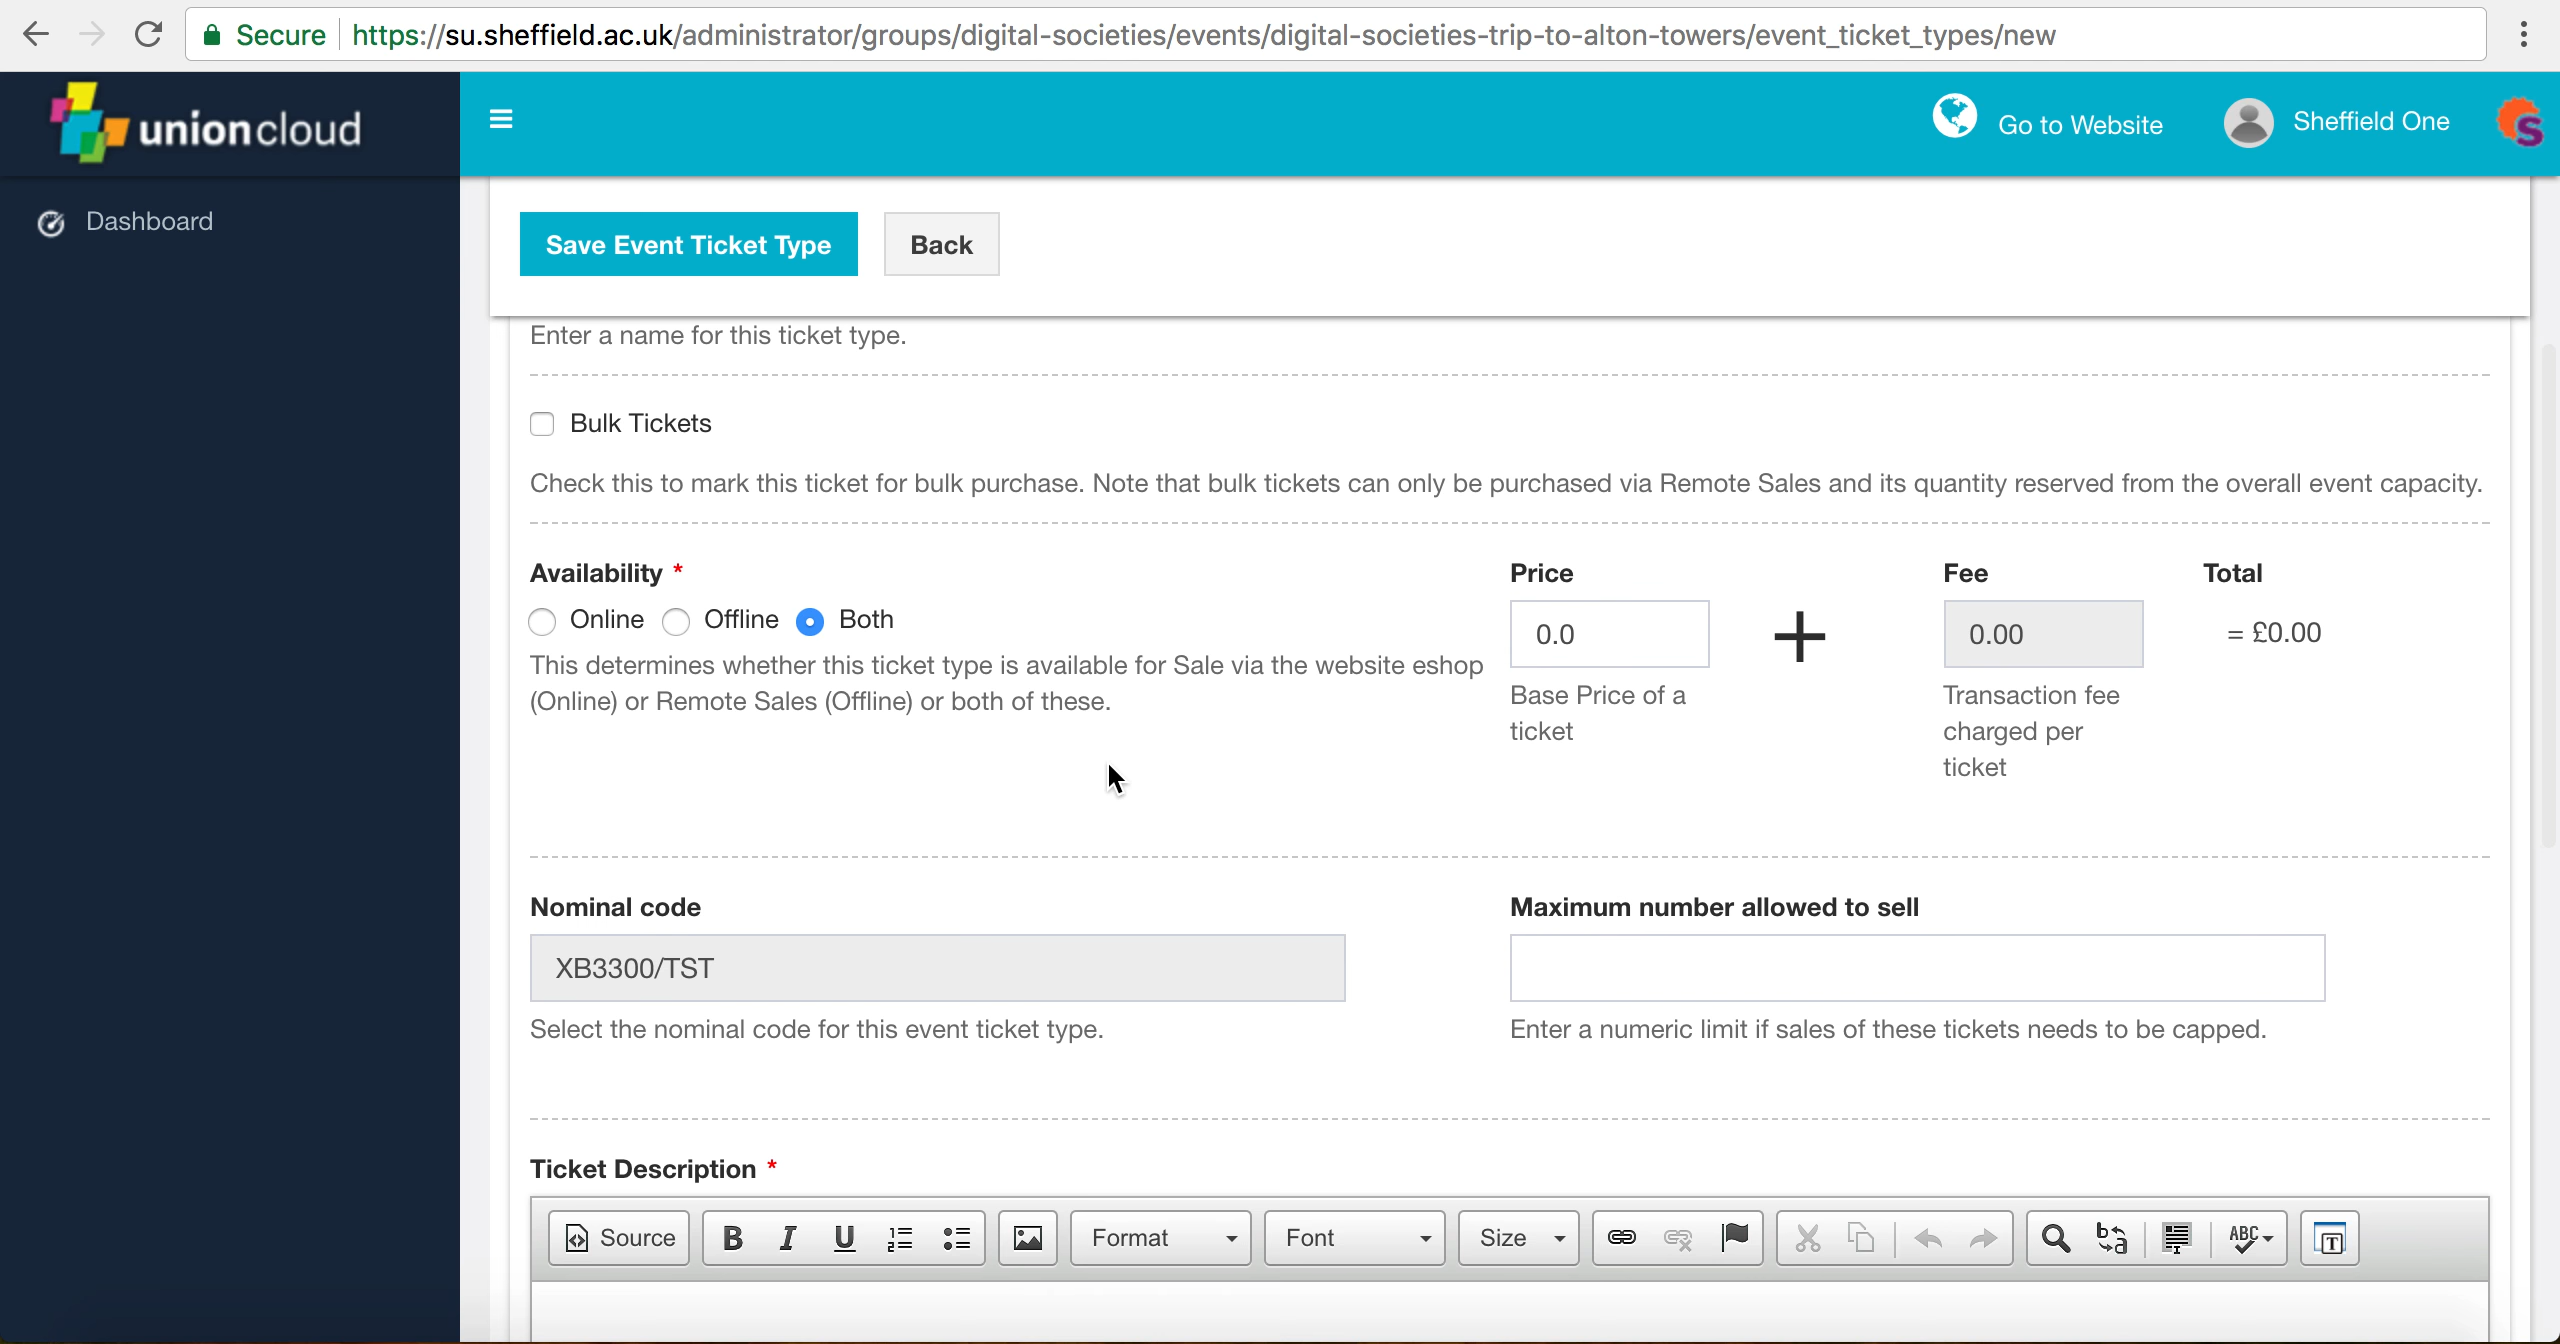 Secure https://su.sheffield.ac.uk/administrator/groups/digital-societies/events/digital-societies-trip-to-alton-towers/event_ticket_types/new
unioncloud
Go to Website
Sheffield One
S
Dashboard
Save Event Ticket Type
Back
Enter a name for this ticket type.
Bulk Tickets
Check this to mark this ticket for bulk purchase. Note that bulk tickets can only be purchased via Remote Sales and its quantity reserved from the overall event capacity.
Availability *
Online Offline Both
This determines whether this ticket type is available for Sale via the website eshop
(Online) or Remote Sales (Offline) or both of these.
Price
0.0
Base Price of a
ticket
+
Fee
0.00
Transaction fee
charged per
ticket
Total
= £0.00
Nominal code
XB3300/TST
Select the nominal code for this event ticket type.
Maximum number allowed to sell
Enter a numeric limit if sales of these tickets needs to be capped.
Ticket Description *
Source B I U Format Font Size ABC T